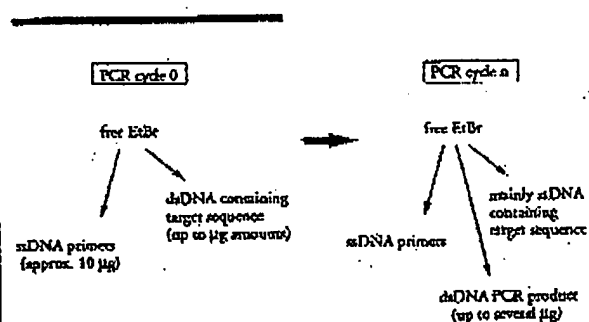 PCR cycle 0
free EtBr
ssDNA primers
(approx. 10 µg)
dsDNA containing
target sequence
(up to µg amounts)
PCR cycle n
free EtBr
ssDNA primers
mainly ssDNA
containing
target sequence
dsDNA PCR product
(up to several µg)